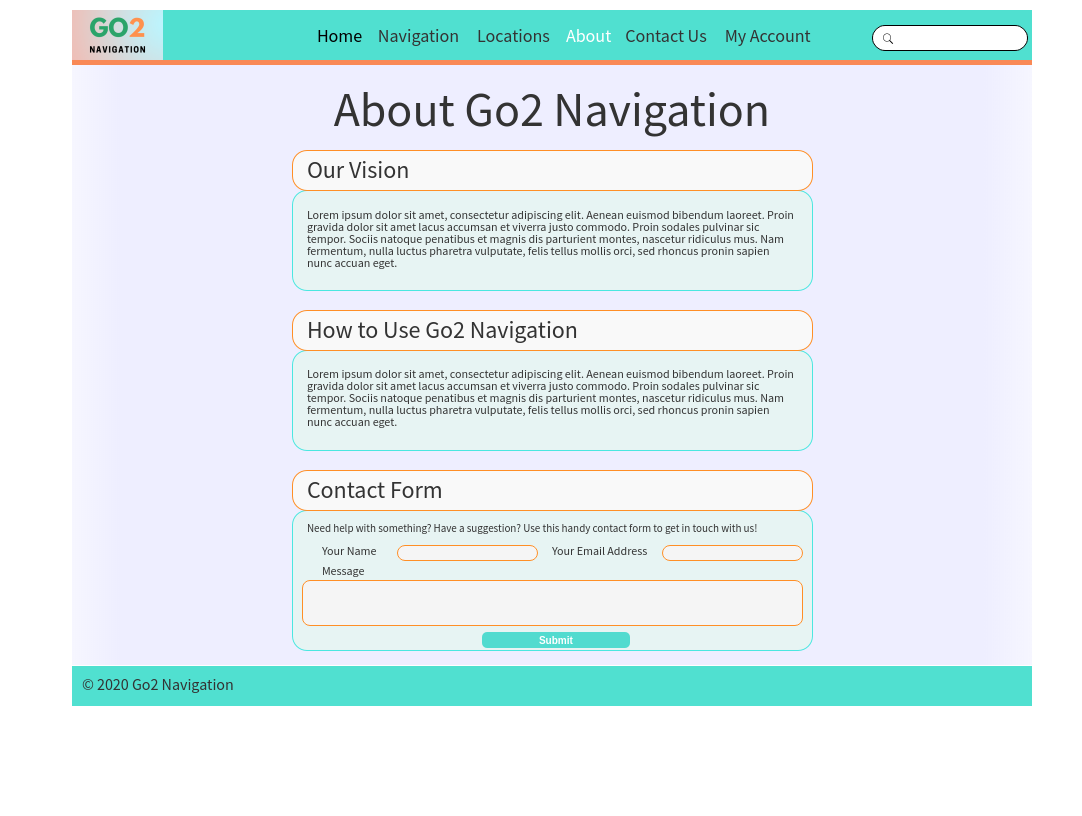 GO2
NAVIGATION
Home Navigation Locations About Contact Us My Account
About Go2 Navigation
Our Vision
Lorem ipsum dolor sit amet, consectetur adipiscing elit. Aenean euismod bibendum laoreet. Proin
gravida dolor sit amet lacus accumsan et viverra justo commodo. Proin sodales pulvinar sic
tempor. Sociis natoque penatibus et magnis dis parturient montes, nascetur ridiculus mus. Nam
fermentum, nulla luctus pharetra vulputate, felis tellus mollis orci, sed rhoncus pronin sapien
nunc accuan eget.
How to Use Go2 Navigation
Lorem ipsum dolor sit amet, consectetur adipiscing elit. Aenean euismod bibendum laoreet. Proin
gravida dolor sit amet lacus accumsan et viverra justo commodo. Proin sodales pulvinar sic
tempor. Sociis natoque penatibus et magnis dis parturient montes, nascetur ridiculus mus. Nam
fermentum, nulla luctus pharetra vulputate, felis tellus mollis orci, sed rhoncus pronin sapien
nunc accuan eget.
Contact Form
Need help with something? Have a suggestion? Use this handy contact form to get in touch with us!
Your Name Your Email Address
Message
Submit
© 2020 Go2 Navigation